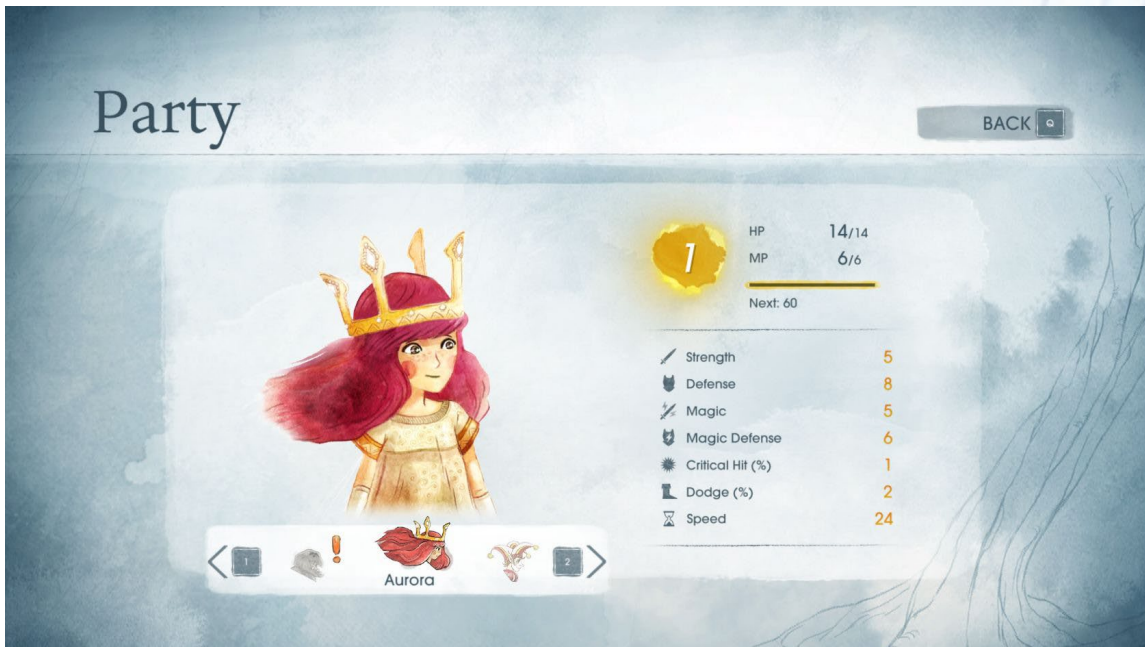 Party
BACK Q
1
HP 14/14
MP 6/6
Next: 60
Strength 5
Defense 8
Magic 5
Magic Defense 6
Critical Hit (%) 1
Dodge (%) 2
Speed 24
1 ! 2
Aurora